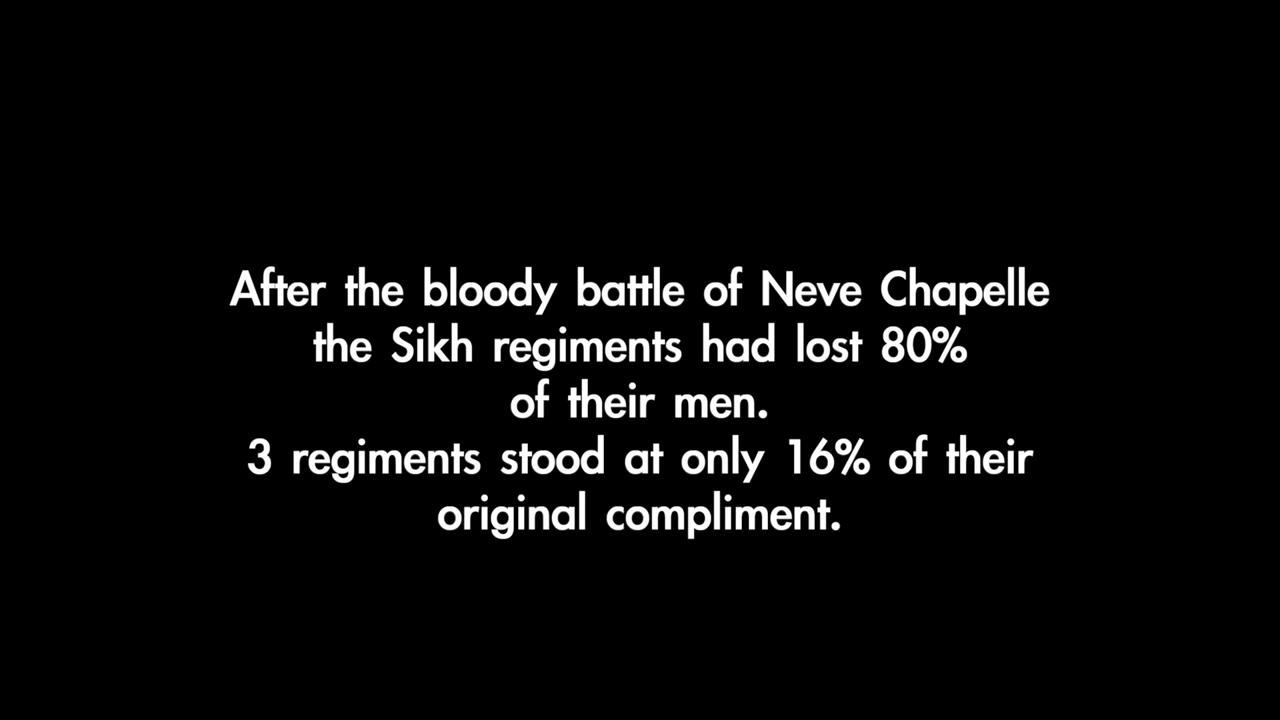 After the bloody battle of Neve Chapelle
the Sikh regiments had lost 80%
of their men.
3 regiments stood at only 16% of their
original compliment.